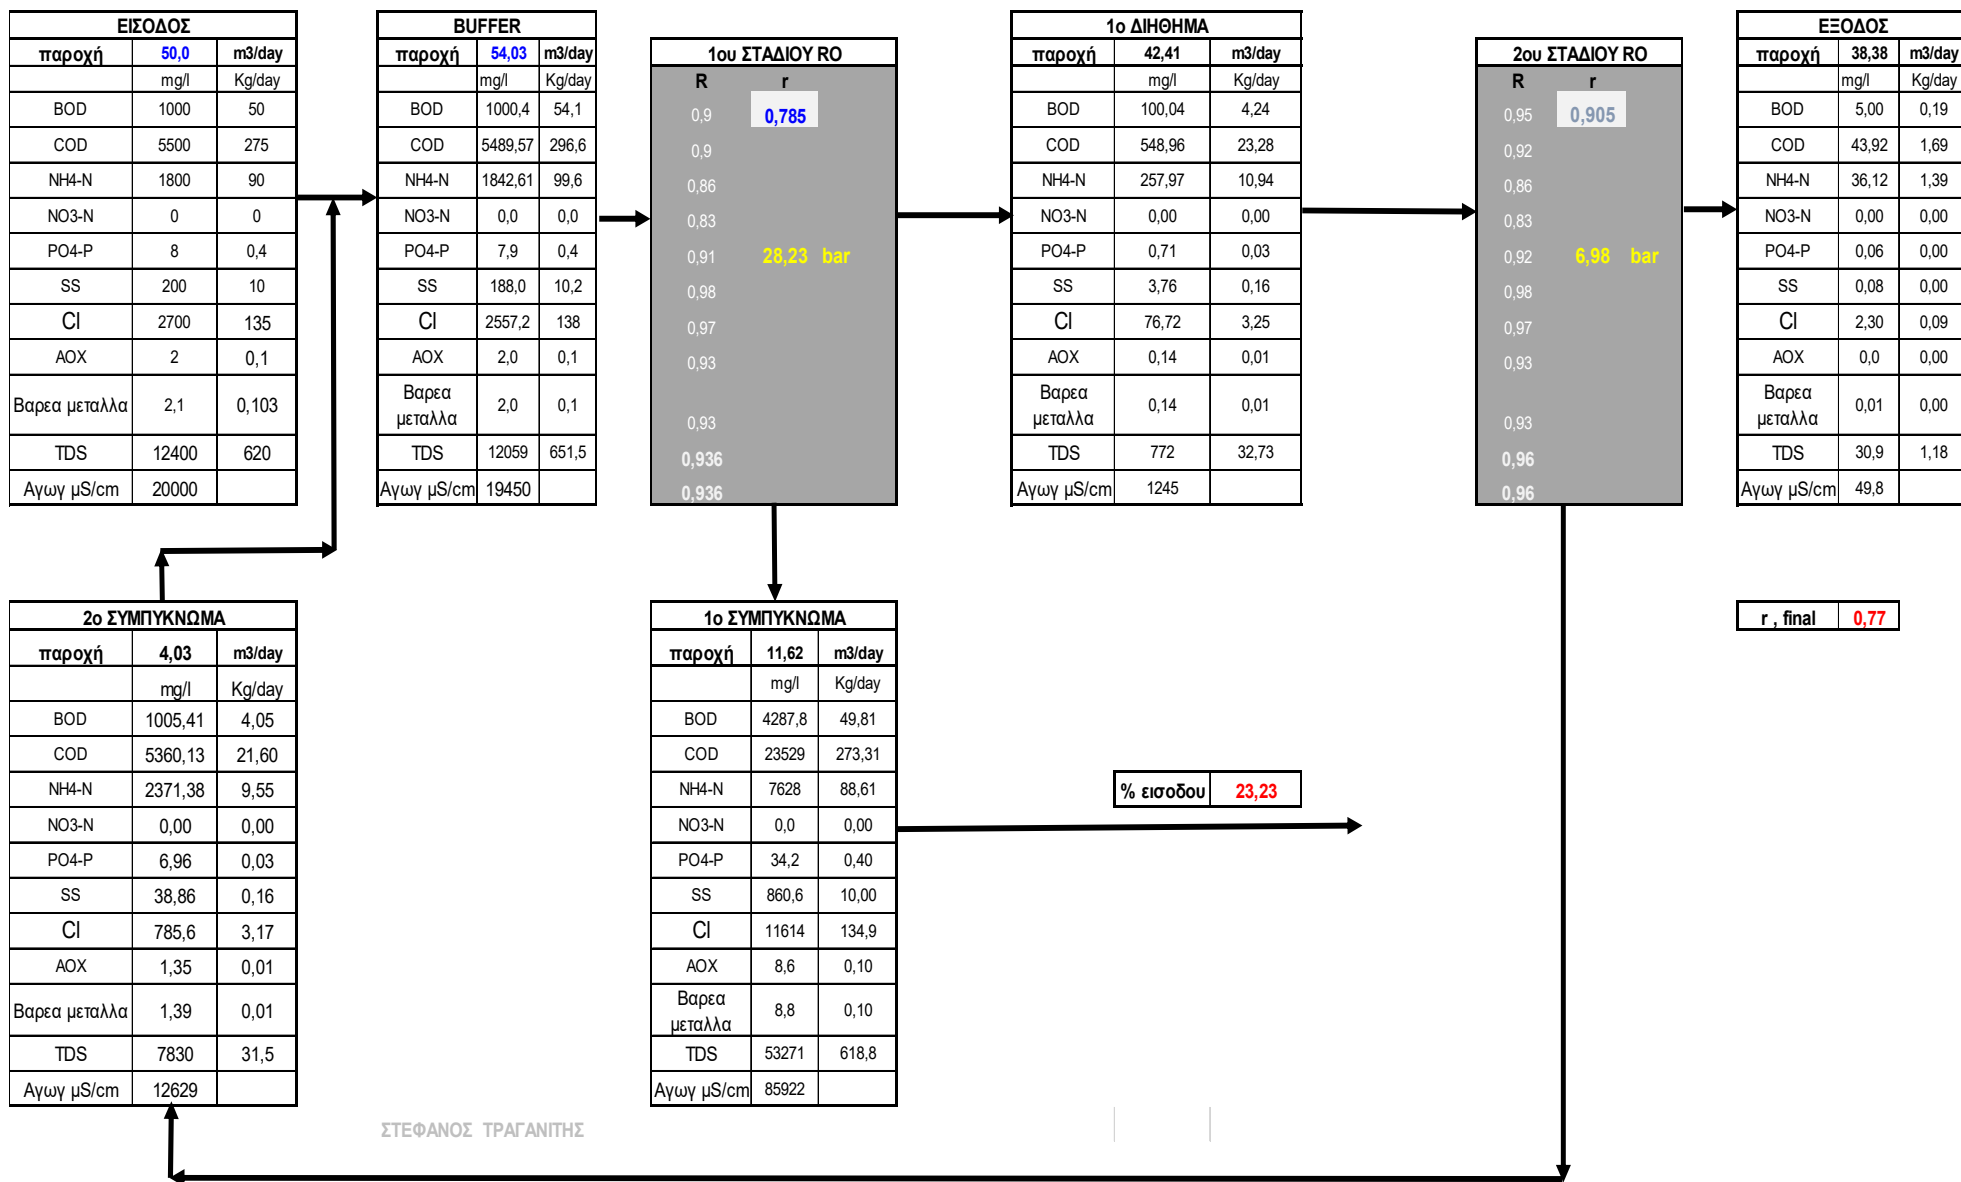 ΕΙΣΟΔΟΣ
παροχή 50,0 m3/day
mg/l Kg/day
BOD 1000 50
COD 5500 275
NH4-N 1800 90
NO3-N 0 0
PO4-P 8 0,4
SS 200 10
Cl 2700 135
AOX 2 0,1
Βαρεα μεταλλα 2,1 0,103
TDS 12400 620
Αγωγ μS/cm 20000
BUFFER
παροχή 54,03 m3/day
mg/l Kg/day
BOD 1000,4 54,1
COD 5489,57 296,6
NH4-N 1842,61 99,6
NO3-N 0,0 0,0
PO4-P 7,9 0,4
SS 188,0 10,2
Cl 2557,2 138
AOX 2,0 0,1
Βαρεα
μεταλλα 2,0 0,1
TDS 12059 651,5
Αγωγ μS/cm 19450
1ου ΣΤΑΔΙΟΥ RO
R r
0,9 0,785
0,9
0,86
0,83
0,91 28,23 bar
0,98
0,97
0,93
0,93
0,936
0,936
1ο ΔΙΗΘΗΜΑ
παροχή 42,41 m3/day
mg/l Kg/day
BOD 100,04 4,24
COD 548,96 23,28
NH4-N 257,97 10,94
NO3-N 0,00 0,00
PO4-P 0,71 0,03
SS 3,76 0,16
Cl 76,72 3,25
AOX 0,14 0,01
Βαρεα
μεταλλα 0,14 0,01
TDS 772 32,73
Αγωγ μS/cm 1245
2ου ΣΤΑΔΙΟΥ RO
R r
0,95 0,905
0,92
0,86
0,83
0,92 6,98 bar
0,98
0,97
0,93
0,93
0,96
0,96
ΕΞΟΔΟΣ
παροχή 38,38 m3/day
mg/l Kg/day
BOD 5,00 0,19
COD 43,92 1,69
NH4-N 36,12 1,39
NO3-N 0,00 0,00
PO4-P 0,06 0,00
SS 0,08 0,00
Cl 2,30 0,09
AOX 0,0 0,00
Βαρεα
μεταλλα 0,01 0,00
TDS 30,9 1,18
Αγωγ μS/cm 49,8
2ο ΣΥΜΠΥΚΝΩΜΑ
παροχή 4,03 m3/day
mg/l Kg/day
BOD 1005,41 4,05
COD 5360,13 21,60
NH4-N 2371,38 9,55
NO3-N 0,00 0,00
PO4-P 6,96 0,03
SS 38,86 0,16
Cl 785,6 3,17
AOX 1,35 0,01
Βαρεα μεταλλα 1,39 0,01
TDS 7830 31,5
Αγωγ μS/cm 12629
1ο ΣΥΜΠΥΚΝΩΜΑ
παροχή 11,62 m3/day
mg/l Kg/day
BOD 4287,8 49,81
COD 23529 273,31
NH4-N 7628 88,61
NO3-N 0,0 0,00
PO4-P 34,2 0,40
SS 860,6 10,00
Cl 11614 134,9
AOX 8,6 0,10
Βαρεα
μεταλλα 8,8 0,10
TDS 53271 618,8
Αγωγ μS/cm 85922
% εισοδου 23,23
r , final 0,77
ΣΤΕΦΑΝΟΣ ΤΡΑΓΑΝΙΤΗΣ